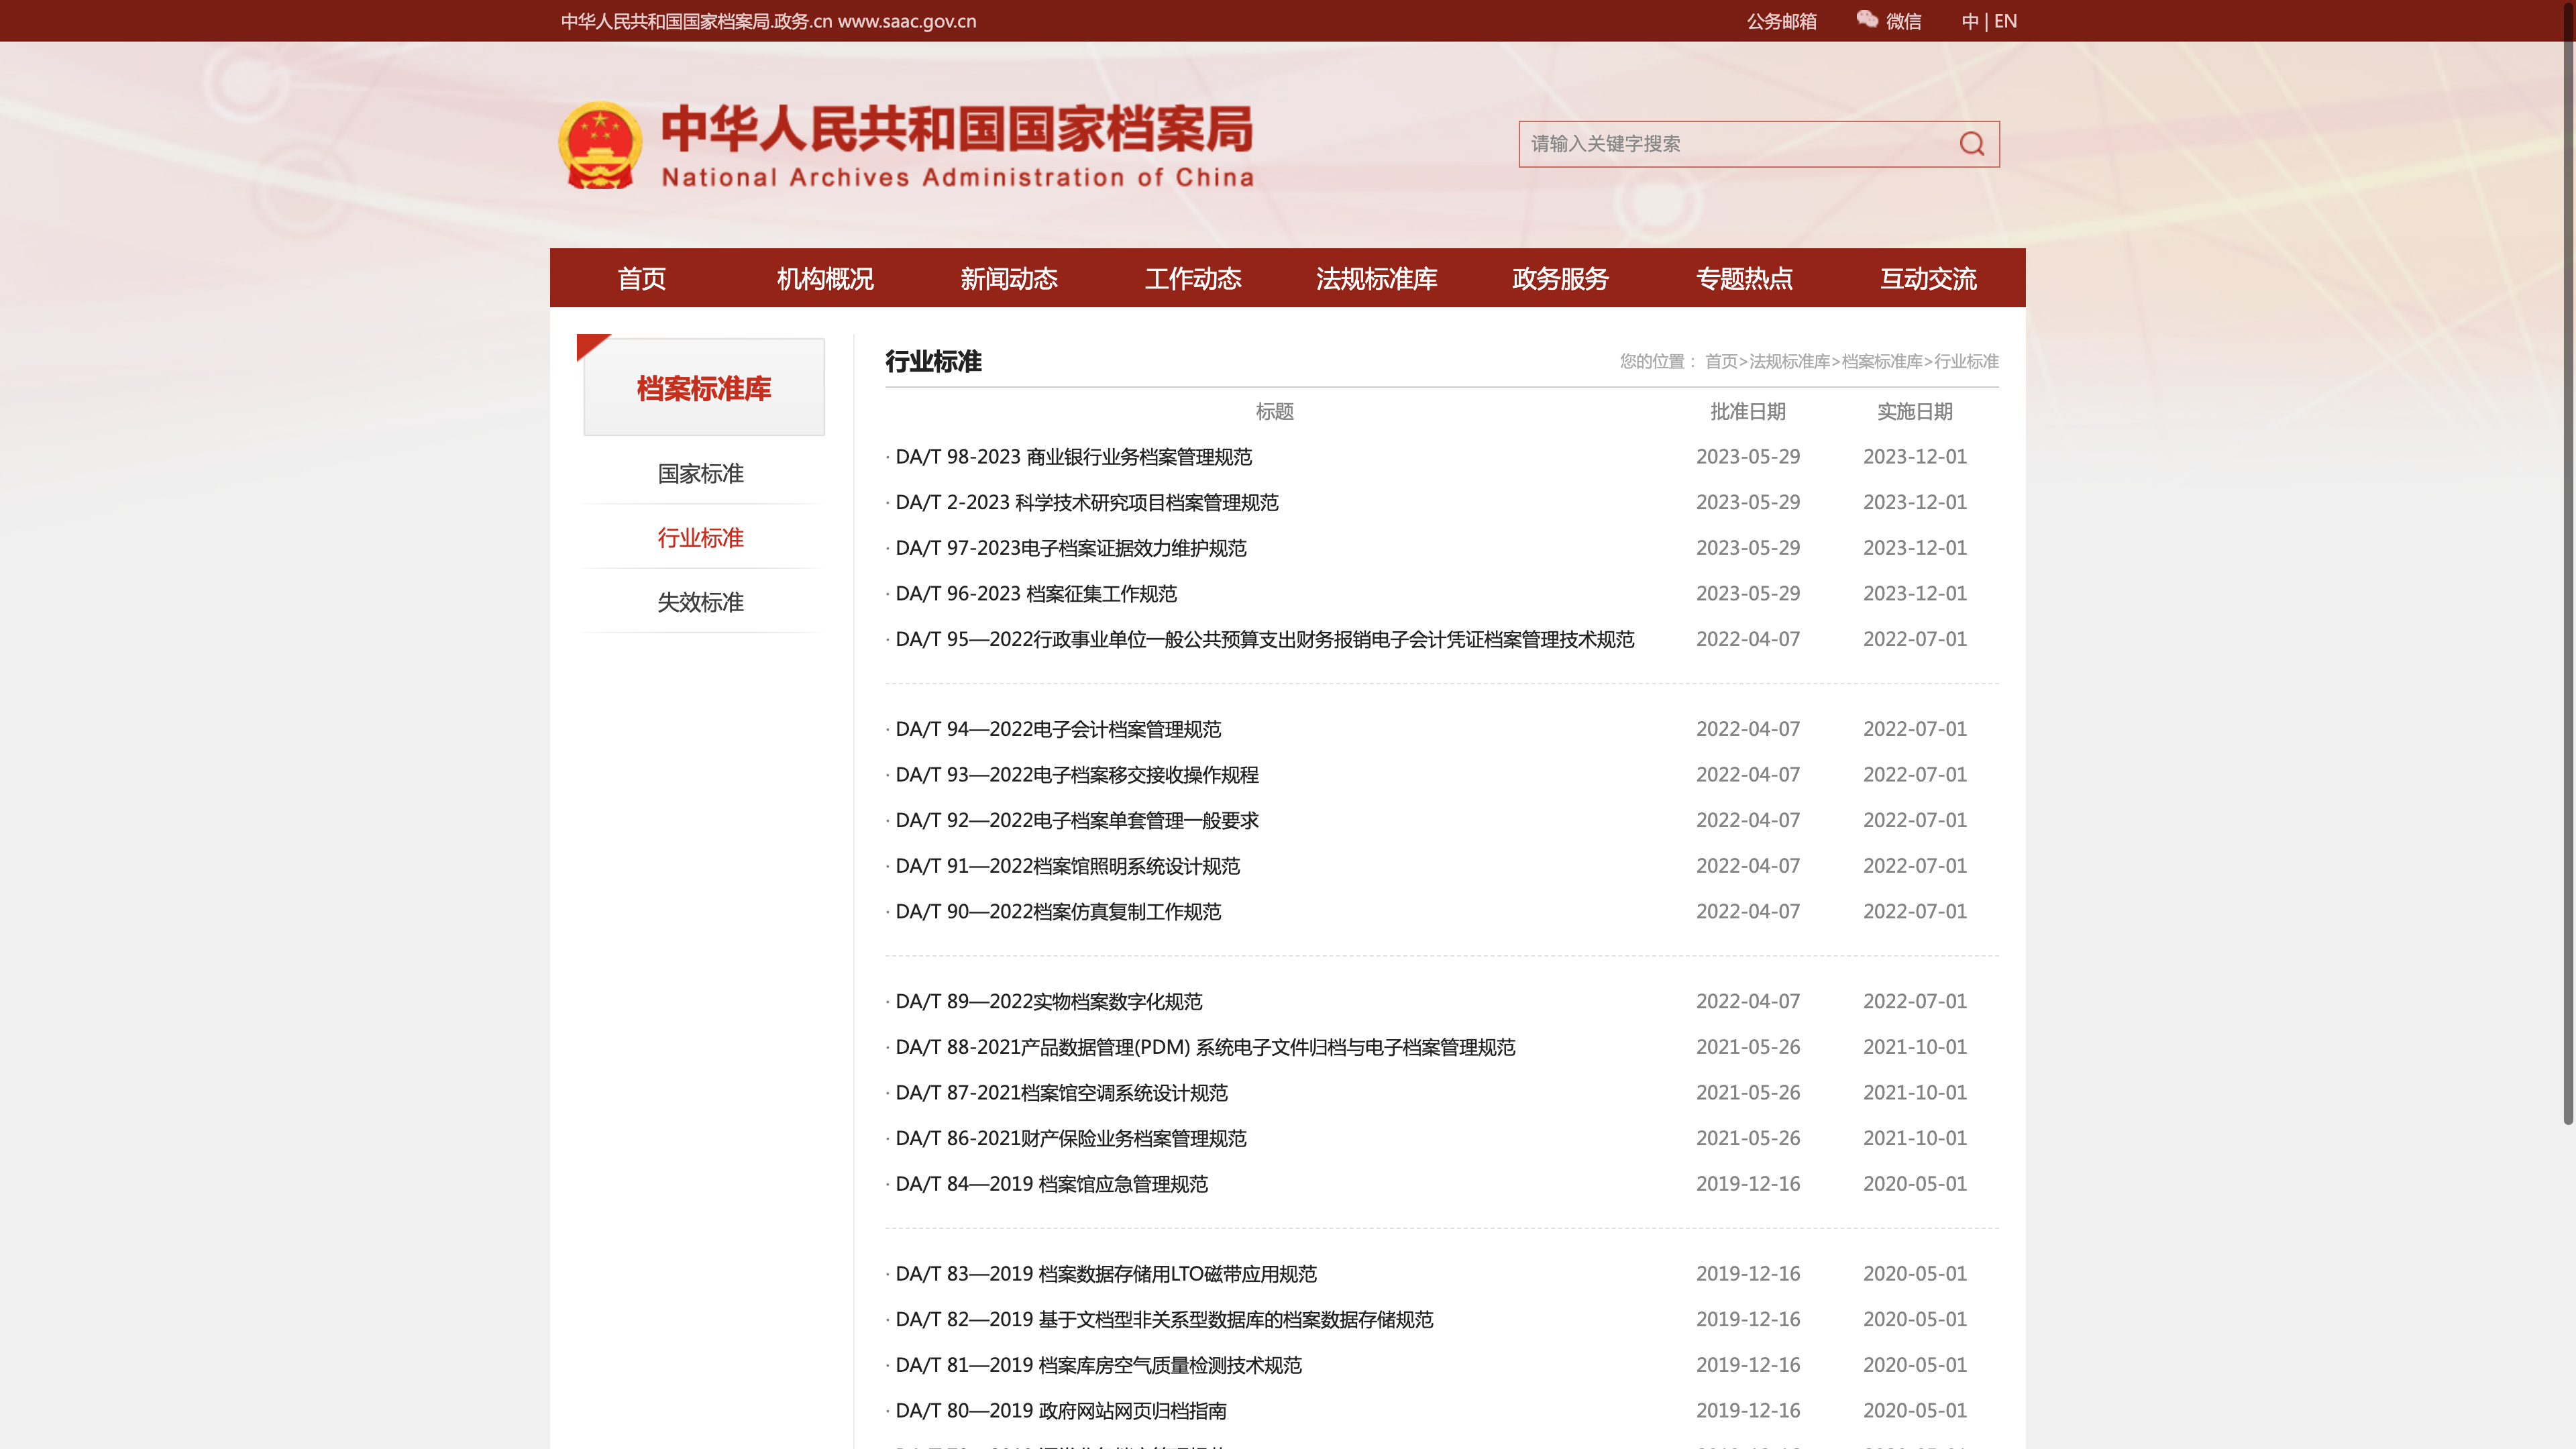 中华人民共和国国家档案局.政务.cn www.saac.gov.cn 公务邮箱 微信 中 | EN
中华人民共和国国家档案局
National Archives Administration of China
请输入关键字搜索
首页 机构概况 新闻动态 工作动态 法规标准库 政务服务 专题热点 互动交流
档案标准库
国家标准
行业标准
失效标准
行业标准 您的位置： 首页>法规标准库>档案标准库>行业标准
标题 批准日期 实施日期
· DA/T 98-2023 商业银行业务档案管理规范 2023-05-29 2023-12-01
· DA/T 2-2023 科学技术研究项目档案管理规范 2023-05-29 2023-12-01
· DA/T 97-2023电子档案证据效力维护规范 2023-05-29 2023-12-01
· DA/T 96-2023 档案征集工作规范 2023-05-29 2023-12-01
· DA/T 95—2022行政事业单位一般公共预算支出财务报销电子会计凭证档案管理技术规范 2022-04-07 2022-07-01
· DA/T 94—2022电子会计档案管理规范 2022-04-07 2022-07-01
· DA/T 93—2022电子档案移交接收操作规程 2022-04-07 2022-07-01
· DA/T 92—2022电子档案单套管理一般要求 2022-04-07 2022-07-01
· DA/T 91—2022档案馆照明系统设计规范 2022-04-07 2022-07-01
· DA/T 90—2022档案仿真复制工作规范 2022-04-07 2022-07-01
· DA/T 89—2022实物档案数字化规范 2022-04-07 2022-07-01
· DA/T 88-2021产品数据管理(PDM) 系统电子文件归档与电子档案管理规范 2021-05-26 2021-10-01
· DA/T 87-2021档案馆空调系统设计规范 2021-05-26 2021-10-01
· DA/T 86-2021财产保险业务档案管理规范 2021-05-26 2021-10-01
· DA/T 84—2019 档案馆应急管理规范 2019-12-16 2020-05-01
· DA/T 83—2019 档案数据存储用LTO磁带应用规范 2019-12-16 2020-05-01
· DA/T 82—2019 基于文档型非关系型数据库的档案数据存储规范 2019-12-16 2020-05-01
· DA/T 81—2019 档案库房空气质量检测技术规范 2019-12-16 2020-05-01
· DA/T 80—2019 政府网站网页归档指南 2019-12-16 2020-05-01